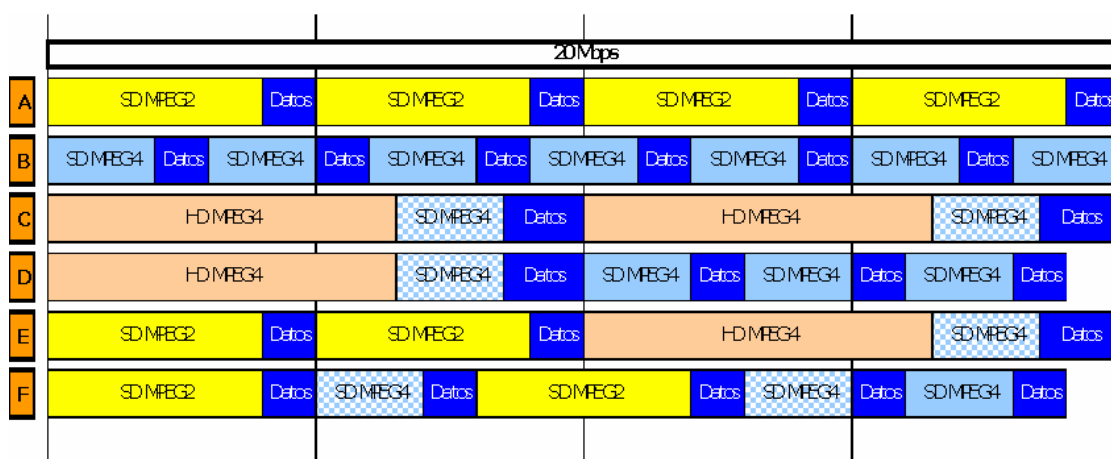 20 Mbps
A SD MPEG2 Datos SD MPEG2 Datos SD MPEG2 Datos SD MPEG2 Datos
B SD MPEG4 Datos SD MPEG4 Datos SD MPEG4 Datos SD MPEG4 Datos SD MPEG4 Datos SD MPEG4 Datos SD MPEG4
C HD MPEG4 SD MPEG4 Datos HD MPEG4 SD MPEG4 Datos
D HD MPEG4 SD MPEG4 Datos SD MPEG4 Datos SD MPEG4 Datos SD MPEG4 Datos
E SD MPEG2 Datos SD MPEG2 Datos HD MPEG4 SD MPEG4 Datos
F SD MPEG2 Datos SD MPEG4 Datos SD MPEG2 Datos SD MPEG4 Datos SD MPEG4 Datos